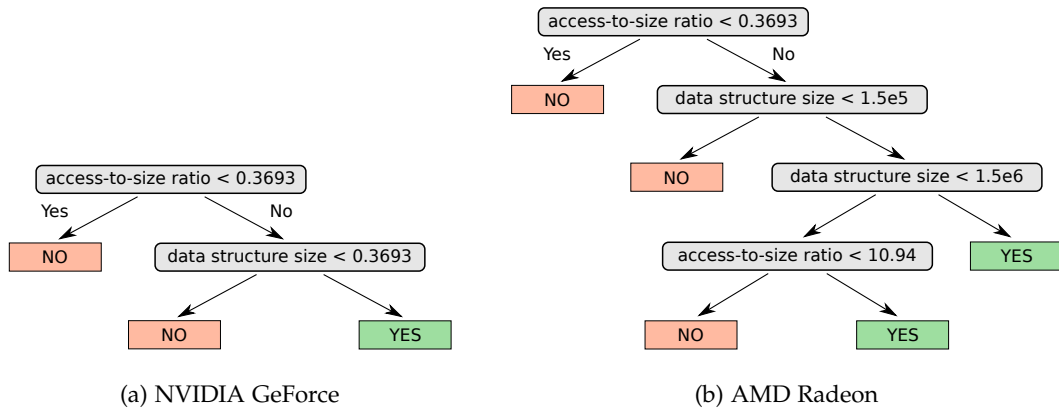 access-to-size ratio < 0.3693
Yes
No
NO
data structure size < 0.3693
NO
YES
(a) NVIDIA GeForce
access-to-size ratio < 0.3693
Yes
No
NO
data structure size < 1.5e5
NO
data structure size < 1.5e6
access-to-size ratio < 10.94
YES
NO
YES
(b) AMD Radeon